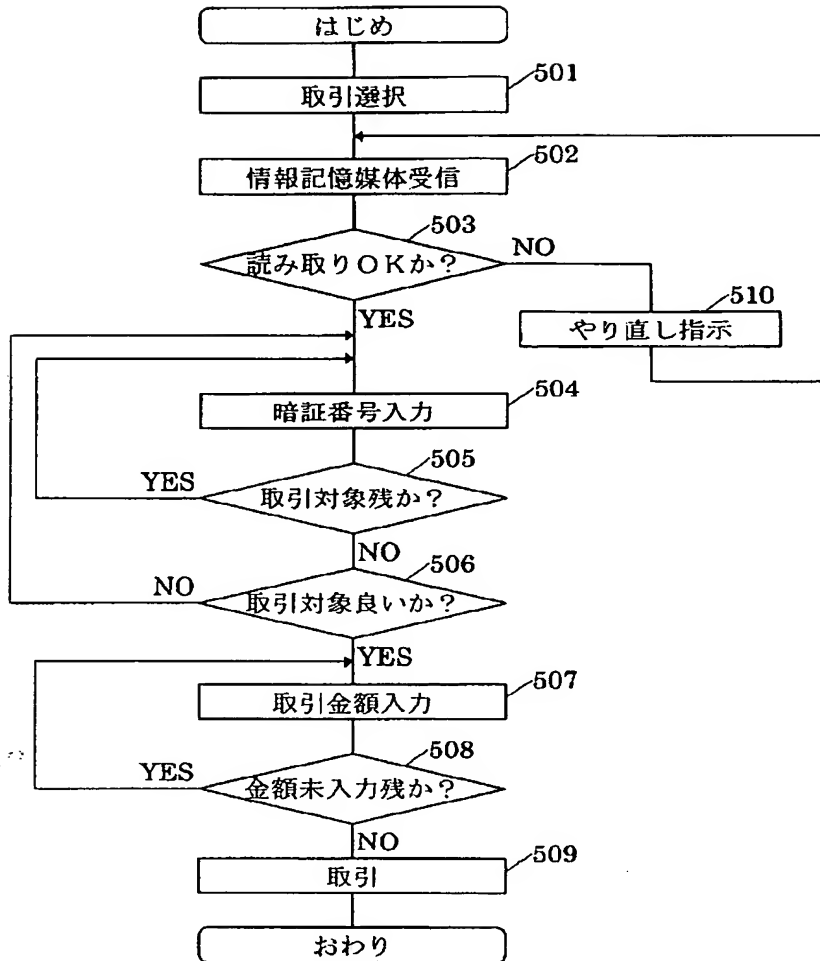 はじめ
501
取引選択
502
情報記憶媒体受信
503
読み取りOKか?
NO
YES
510
やり直し指示
504
暗証番号入力
505
YES
取引対象残か?
NO
506
NO
取引対象良いか?
YES
507
取引金額入力
508
YES
金額未入力残か?
NO
509
取引
おわり